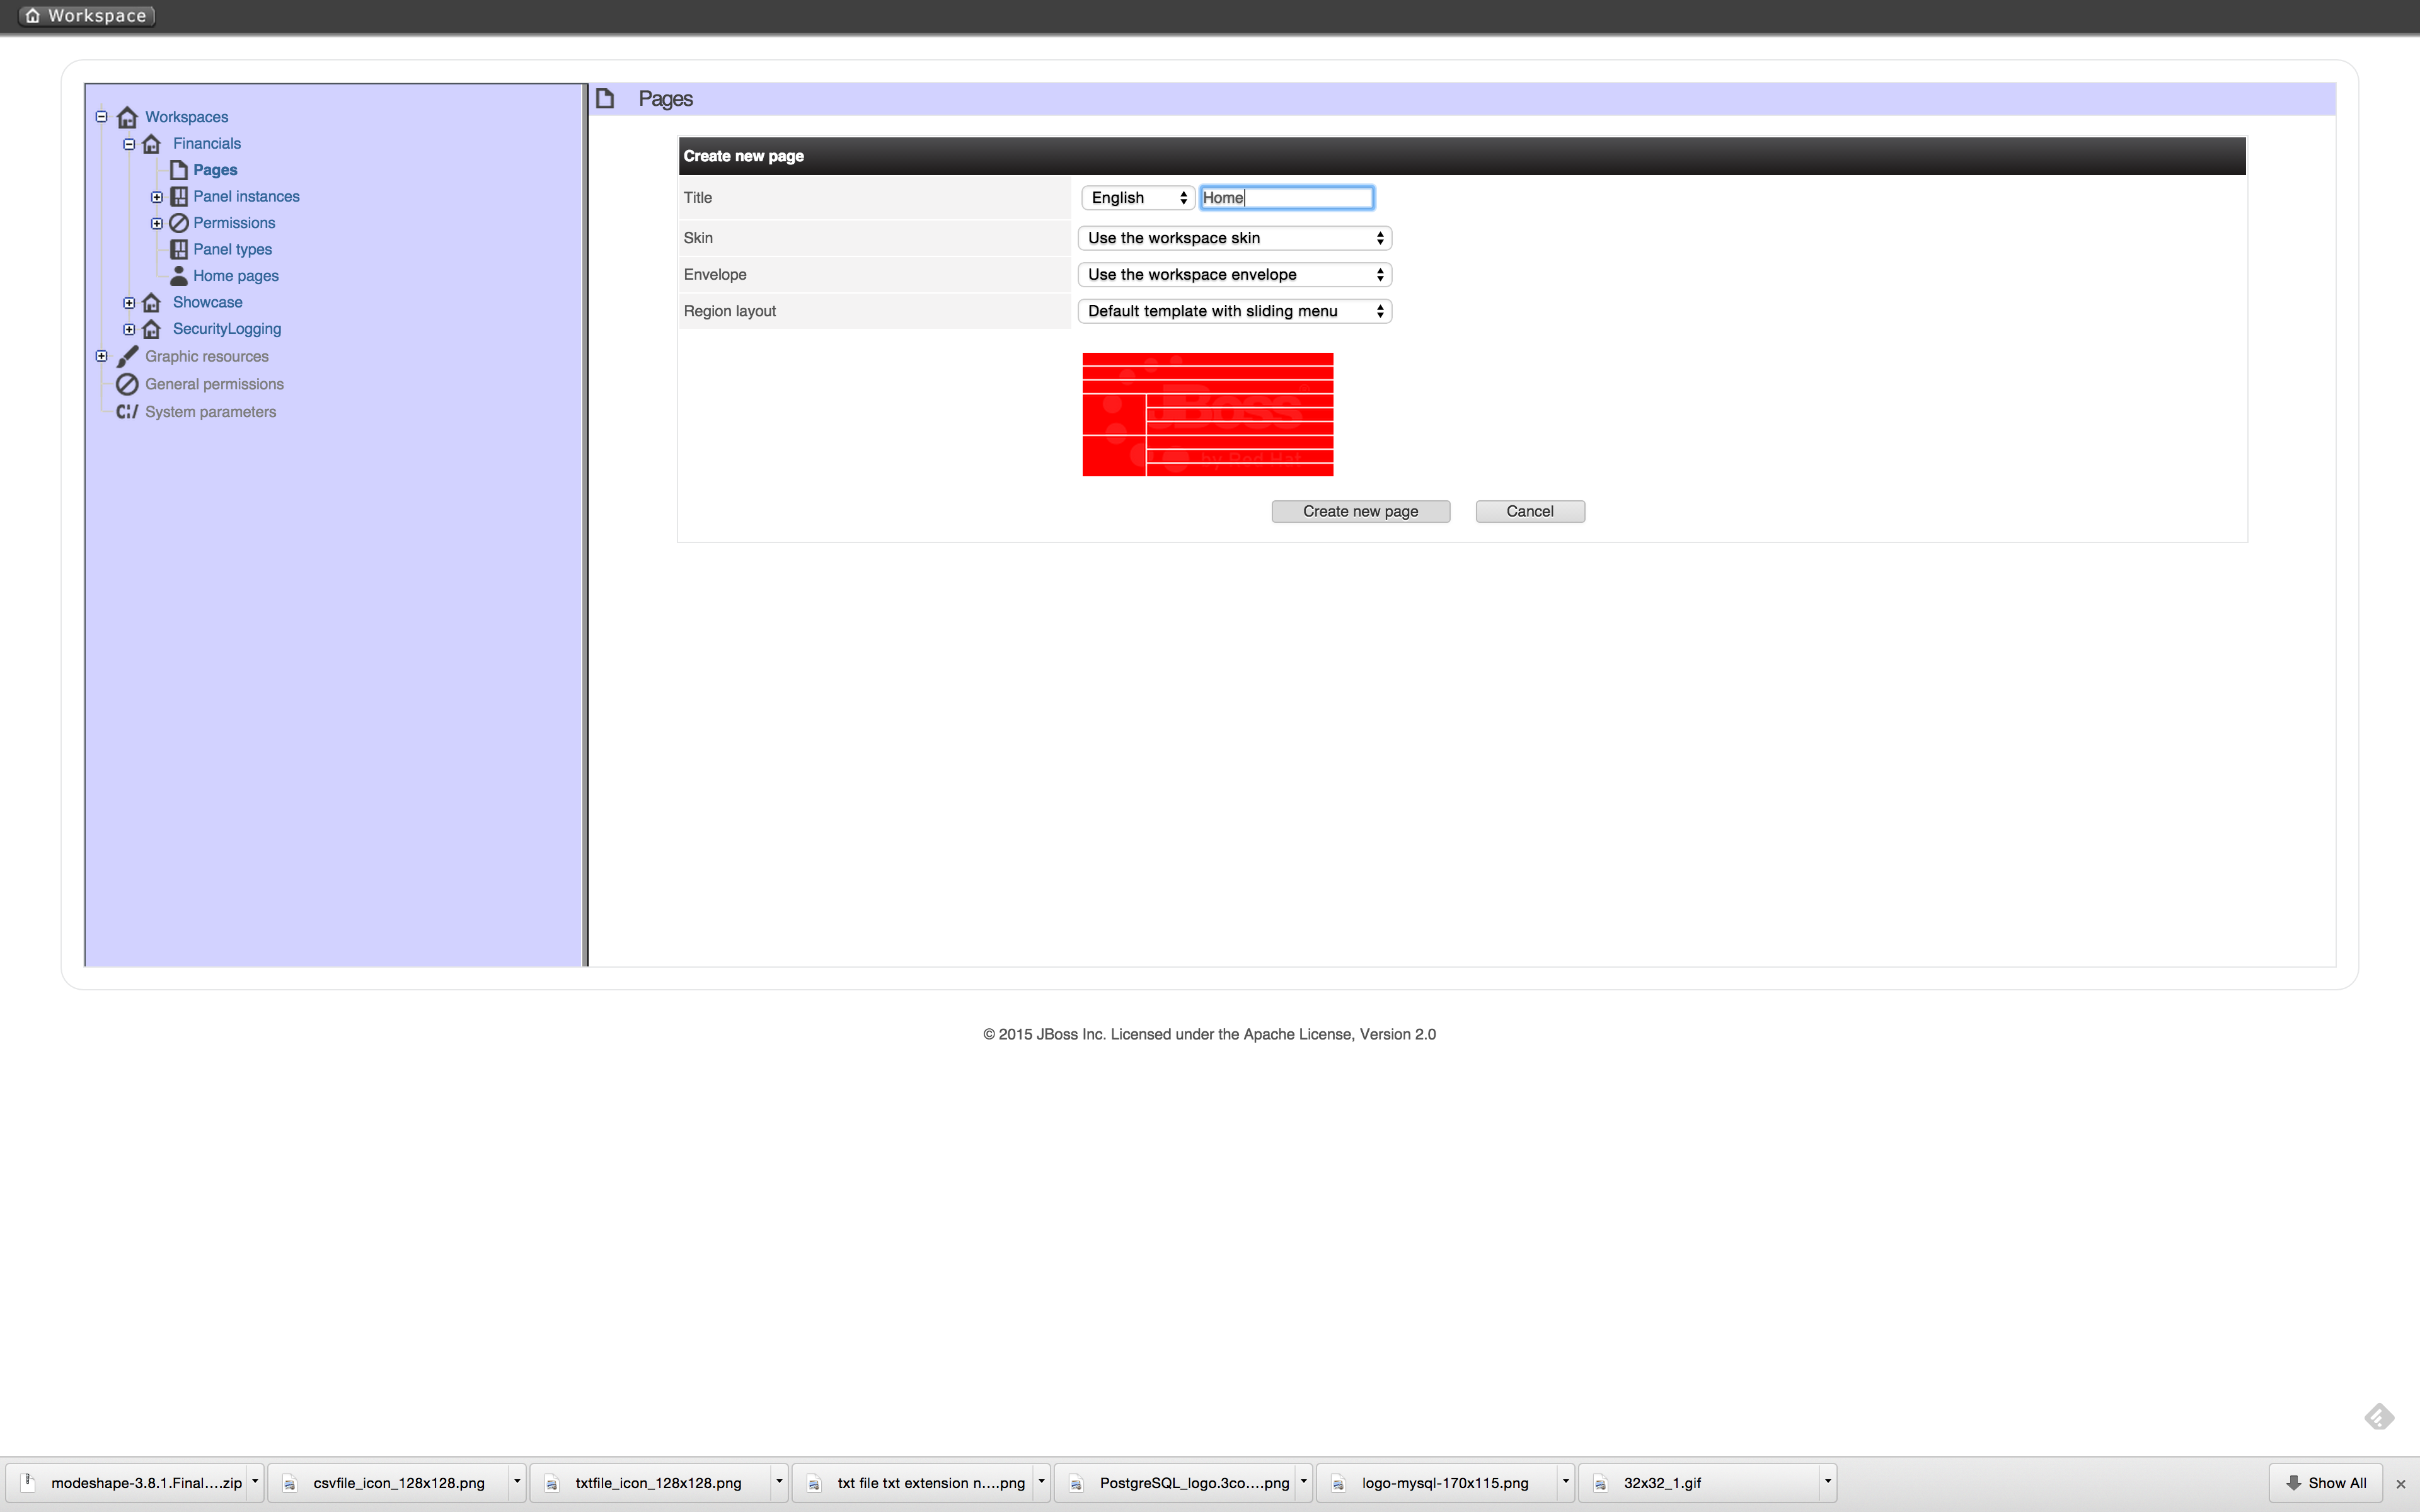 Workspace
Workspaces
Financials
Pages
Panel instances
Permissions
Panel types
Home pages
Showcase
SecurityLogging
Graphic resources
General permissions
C:/ System parameters
Pages
Create new page
Title English Home
Skin Use the workspace skin
Envelope Use the workspace envelope
Region layout Default template with sliding menu
JBoss
by Red Hat
Create new page Cancel
© 2015 JBoss Inc. Licensed under the Apache License, Version 2.0
modeshape-3.8.1.Final....zip csvfile_icon_128x128.png txtfile_icon_128x128.png txt file txt extension n....png PostgreSQL_logo.3co....png logo-mysql-170x115.png 32x32_1.gif Show All